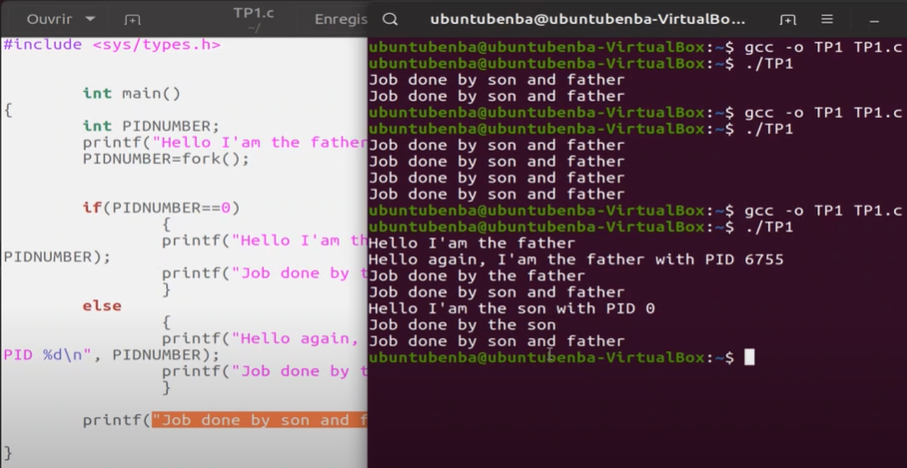 Ouvrir
TP1.c
~/
Enregis
#include <sys/types.h>
int main()
{
int PIDNUMBER;
printf("Hello I'am the father
PIDNUMBER=fork();
if(PIDNUMBER==0)
{
printf("Hello I'am th
PIDNUMBER);
printf("Job done by t
}
else
{
printf("Hello again,
PID %d\n", PIDNUMBER);
printf("Job done by t
}
printf("Job done by son and f
}
ubuntubenba@ubuntubenba-VirtualBo...
ubuntubenba@ubuntubenba-VirtualBox:~$ gcc -o TP1 TP1.c
ubuntubenba@ubuntubenba-VirtualBox:~$ ./TP1
Job done by son and father
Job done by son and father
ubuntubenba@ubuntubenba-VirtualBox:~$ gcc -o TP1 TP1.c
ubuntubenba@ubuntubenba-VirtualBox:~$ ./TP1
Job done by son and father
Job done by son and father
Job done by son and father
Job done by son and father
ubuntubenba@ubuntubenba-VirtualBox:~$ gcc -o TP1 TP1.c
ubuntubenba@ubuntubenba-VirtualBox:~$ ./TP1
Hello I'am the father
Hello again, I'am the father with PID 6755
Job done by the father
Job done by son and father
Hello I'am the son with PID 0
Job done by the son
Job done by son and father
ubuntubenba@ubuntubenba-VirtualBox:~$